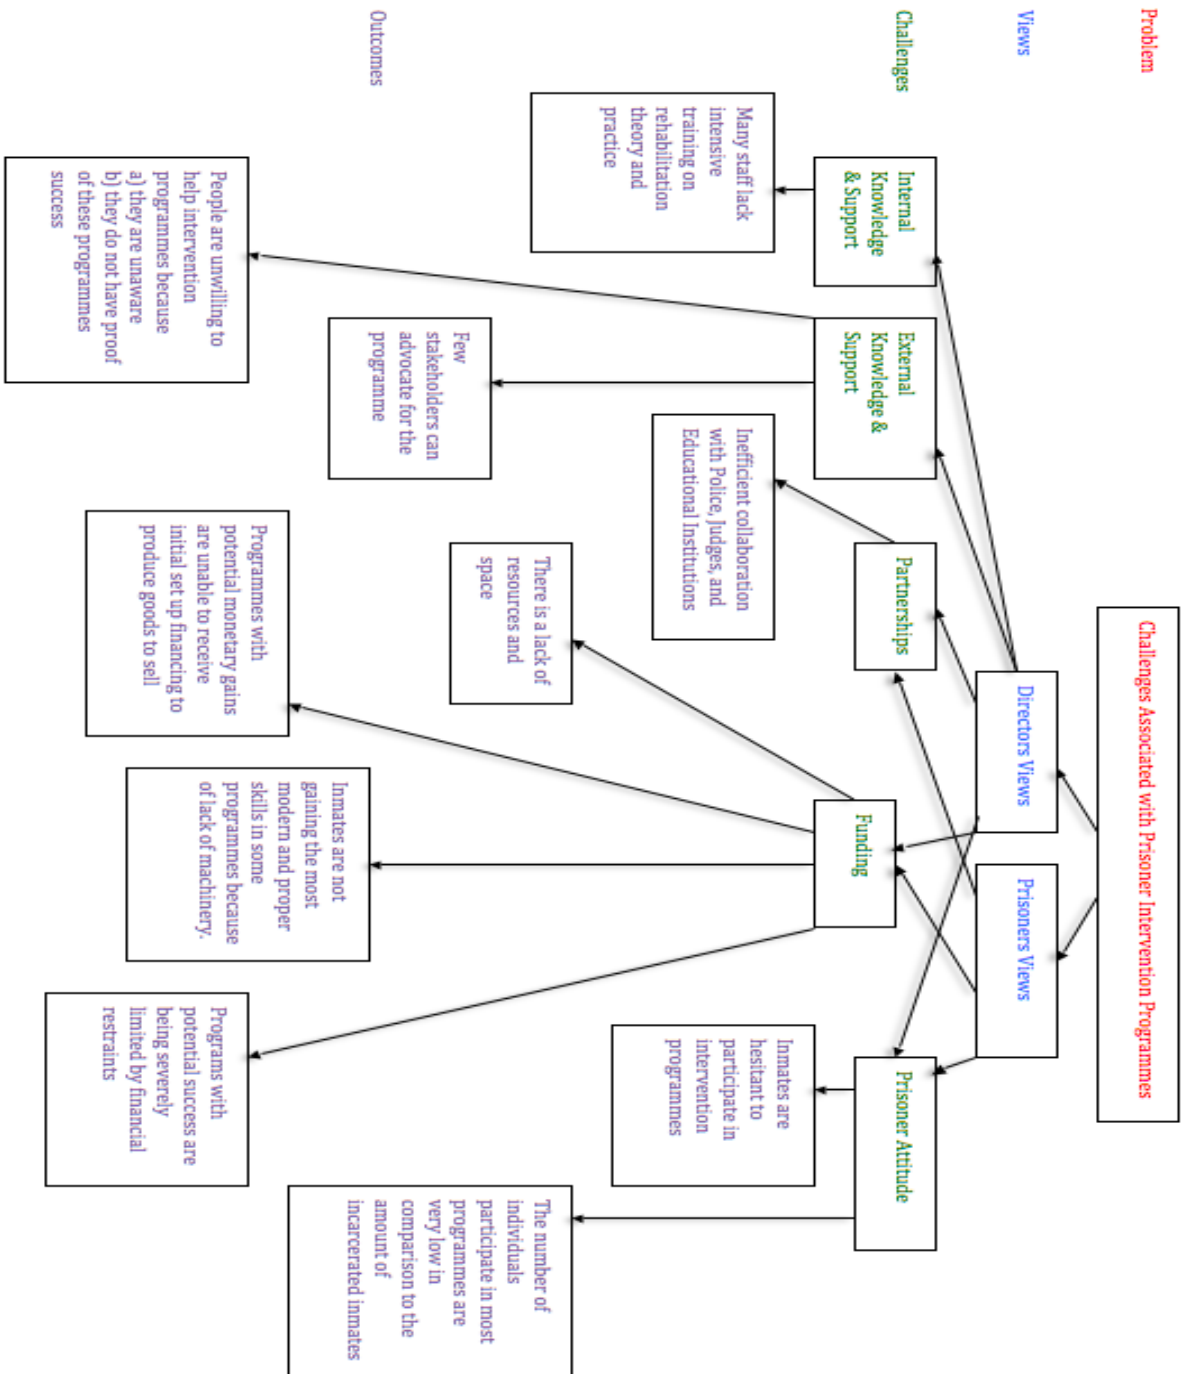 Problem
Challenges Associated with Prisoner Intervention Programmes
Views
Directors Views
Prisoners Views
Challenges
Internal
Knowledge
& Support
External
Knowledge &
Support
Partnerships
Funding
Prisoner Attitude
Outcomes
Many staff lack
intensive
training on
rehabilitation
theory and
practice
People are unwilling to
help intervention
programmes because
a) they are unaware
b) they do not have proof
of these programmes
success
Few
stakeholders can
advocate for the
programme
Inefficient collaboration
with Police, Judges, and
Educational Institutions
There is a lack of
resources and
space
Programmes with
potential monetary gains
are unable to receive
initial set up financing to
produce goods to sell
Inmates are not
gaining the most
modern and proper
skills in some
programmes because
of lack of machinery.
Programs with
potential success are
being severely
limited by financial
restraints
Inmates are
hesitant to
participate in
intervention
programmes
The number of
individuals
participate in most
programmes are
very low in
comparison to the
amount of
incarcerated inmates